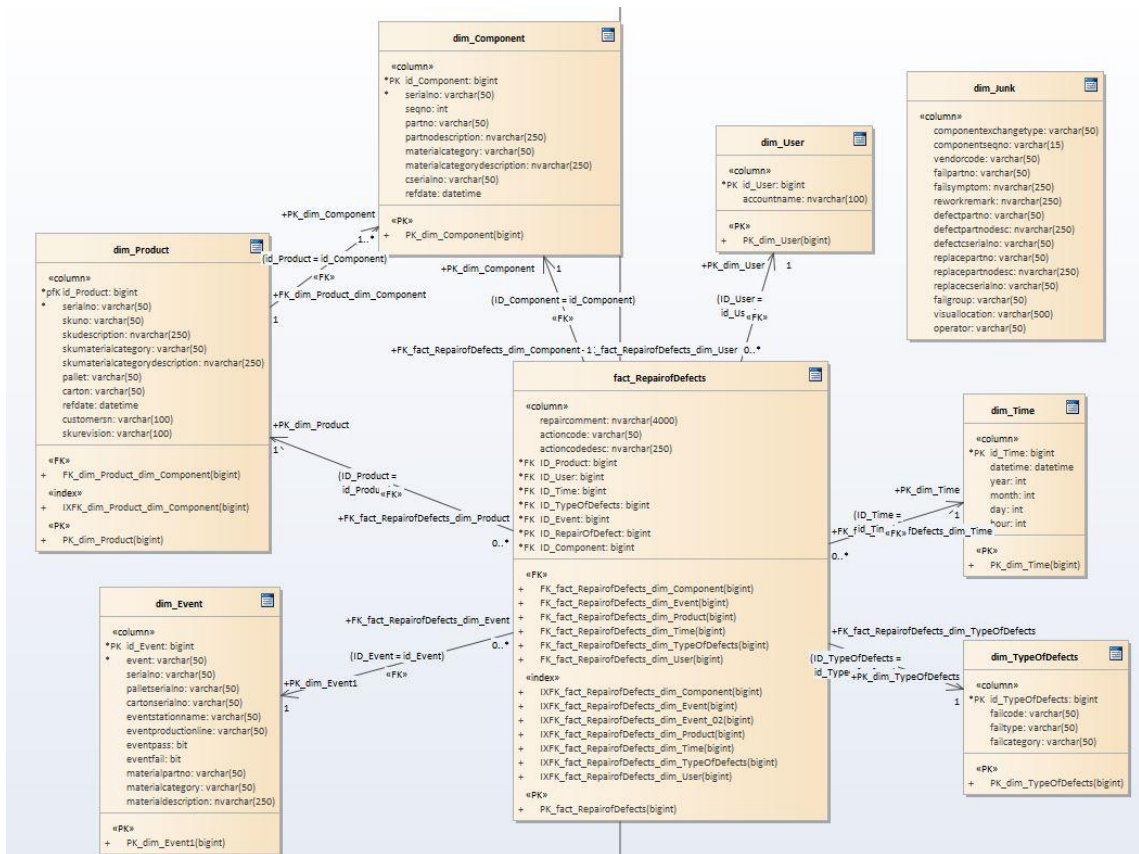 dim_Component
«column»
*PK id_Component: bigint
* serialno: varchar(50)
seqno: int
partno: varchar(50)
partnodescription: nvarchar(250)
materialcategory: varchar(50)
materialcategorydescription: nvarchar(250)
cserialno: varchar(50)
refdate: datetime
«PK»
+ PK_dim_Component(bigint)
dim_Junk
«column»
componentexchangetype: varchar(50)
componentseqno: varchar(15)
vendorcode: varchar(50)
failpartno: varchar(50)
failsymptom: nvarchar(250)
reworkremark: nvarchar(250)
defectpartno: varchar(50)
defectpartnodesc: nvarchar(250)
defectcserialno: varchar(50)
replacepartno: varchar(50)
replacepartnodesc: nvarchar(250)
replacecserialno: varchar(50)
failgroup: varchar(50)
visuallocation: varchar(500)
operator: varchar(50)
dim_User
«column»
*PK id_User: bigint
accountname: nvarchar(100)
«PK»
+ PK_dim_User(bigint)
+PK_dim_Component
1..*
(id_Product = id_Component)
«FK»
+FK_dim_Product_dim_Component
1
dim_Product
«column»
*pfK id_Product: bigint
* serialno: varchar(50)
skuno: varchar(50)
skudescription: nvarchar(250)
skumaterialcategory: varchar(50)
skumaterialcategorydescription: nvarchar(250)
pallet: varchar(50)
carton: varchar(50)
refdate: datetime
customersn: varchar(100)
skurevision: varchar(100)
«FK»
+ FK_dim_Product_dim_Component(bigint)
«index»
+ IXFK_dim_Product_dim_Component(bigint)
«PK»
+ PK_dim_Product(bigint)
+PK_dim_Component
1
(ID_Component = id_Component)
«FK»
+FK_fact_RepairofDefects_dim_Component
1
+PK_dim_User
1
(ID_User =
«FK»
_fact_RepairofDefects_dim_User
0..*
fact_RepairofDefects
«column»
repaircomment: nvarchar(4000)
actioncode: varchar(50)
actioncodedesc: nvarchar(250)
*FK ID_Product: bigint
*FK ID_User: bigint
*FK ID_Time: bigint
*FK ID_TypeOfDefects: bigint
*FK ID_Event: bigint
*PK ID_RepairOfDefect: bigint
*FK ID_Component: bigint
«FK»
+ FK_fact_RepairofDefects_dim_Component(bigint)
+ FK_fact_RepairofDefects_dim_Event(bigint)
+ FK_fact_RepairofDefects_dim_Product(bigint)
+ FK_fact_RepairofDefects_dim_Time(bigint)
+ FK_fact_RepairofDefects_dim_TypeOfDefects(bigint)
+ FK_fact_RepairofDefects_dim_User(bigint)
«index»
+ IXFK_fact_RepairofDefects_dim_Component(bigint)
+ IXFK_fact_RepairofDefects_dim_Event(bigint)
+ IXFK_fact_RepairofDefects_dim_Event_02(bigint)
+ IXFK_fact_RepairofDefects_dim_Product(bigint)
+ IXFK_fact_RepairofDefects_dim_Time(bigint)
+ IXFK_fact_RepairofDefects_dim_TypeOfDefects(bigint)
+ IXFK_fact_RepairofDefects_dim_User(bigint)
«PK»
+ PK_fact_RepairofDefects(bigint)
+PK_dim_Product
1
(ID_Product =
«FK»
+FK_fact_RepairofDefects_dim_Product
0..*
dim_Time
«column»
*PK id_Time: bigint
datetime: datetime
year: int
month: int
day: int
hour: int
«PK»
+ PK_dim_Time(bigint)
+PK_dim_Time
1
(ID_Time =
«FK»
0..*
dim_Event
«column»
*PK id_Event: bigint
* event: varchar(50)
serialno: varchar(50)
palletserialno: varchar(50)
cartonserialno: varchar(50)
eventstationname: varchar(50)
eventproductionline: varchar(50)
eventpass: bit
eventfail: bit
materialpartno: varchar(50)
materialcategory: varchar(50)
materialdescription: nvarchar(250)
«PK»
+ PK_dim_Event1(bigint)
+FK_fact_RepairofDefects_dim_Event
0..*
(ID_Event = id_Event)
«FK»
+PK_dim_Event1
1
+FK_fact_RepairofDefects_dim_TypeOfDefects
(ID_TypeOfDefects =
+PK_dim_TypeOfDefects
1
dim_TypeOfDefects
«column»
*PK id_TypeOfDefects: bigint
failcode: varchar(50)
failtype: varchar(50)
failcategory: varchar(50)
«PK»
+ PK_dim_TypeOfDefects(bigint)